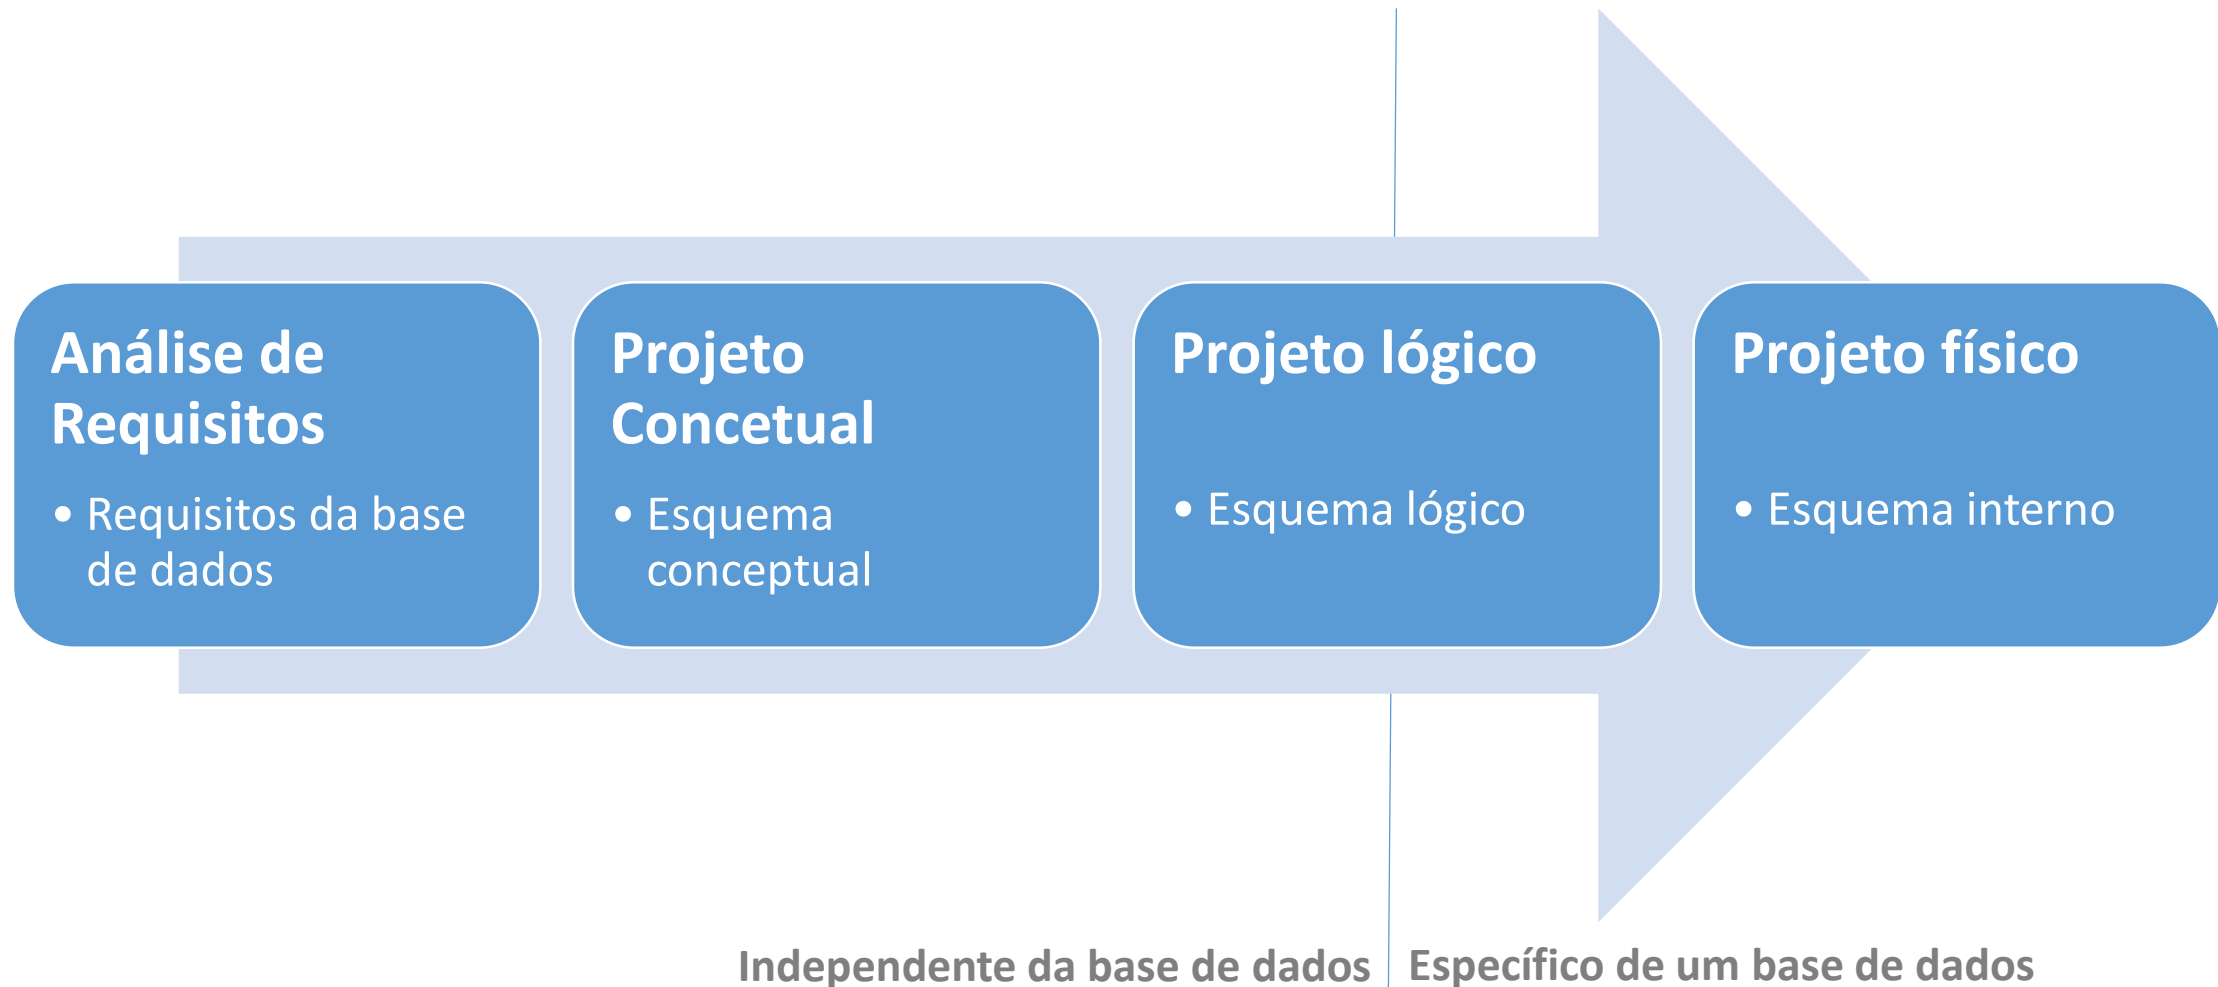 Análise de
Requisitos
• Requisitos da base
de dados
Projeto
Concetual
• Esquema
conceptual
Projeto lógico
• Esquema lógico
Projeto físico
• Esquema interno
Independente da base de dados
Específico de um base de dados